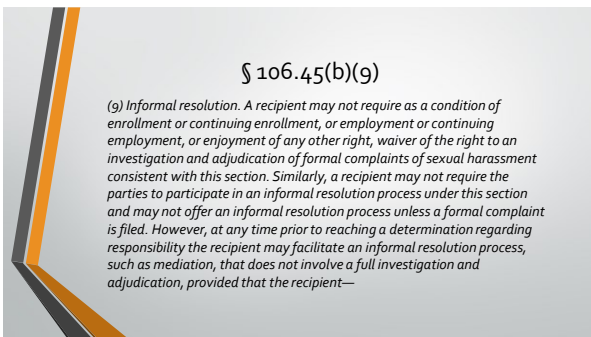 § 106.45(b)(9)
(9) Informal resolution. A recipient may not require as a condition of
enrollment or continuing enrollment, or employment or continuing
employment, or enjoyment of any other right, waiver of the right to an
investigation and adjudication of formal complaints of sexual harassment
consistent with this section. Similarly, a recipient may not require the
parties to participate in an informal resolution process under this section
and may not offer an informal resolution process unless a formal complaint
is filed. However, at any time prior to reaching a determination regarding
responsibility the recipient may facilitate an informal resolution process,
such as mediation, that does not involve a full investigation and
adjudication, provided that the recipient—